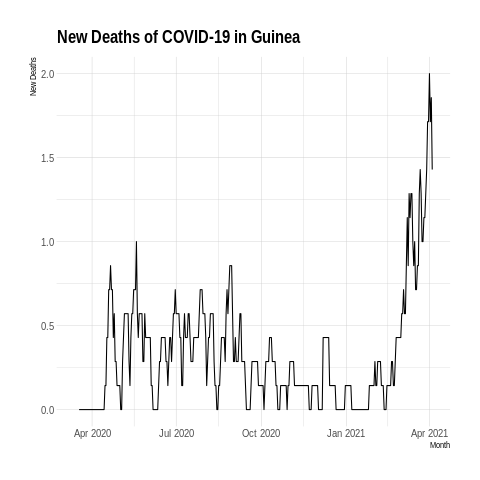 New Deaths of COVID-19 in Guinea
New Deaths
2.0
1.5
1.0
0.5
0.0
Apr 2020 Jul 2020 Oct 2020 Jan 2021 Apr 2021
Month